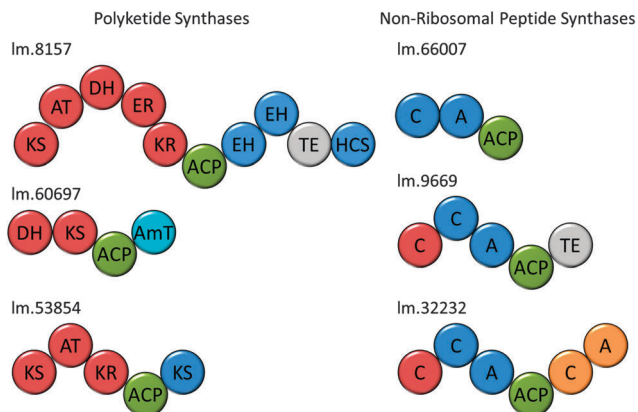 Polyketide Synthases
Non-Ribosomal Peptide Synthases
lm.8157
KS AT DH ER KR ACP EH EH TE HCS
lm.66007
C A ACP
lm.60697
DH KS ACP AmT
lm.9669
C C A ACP TE
lm.53854
KS AT KR ACP KS
lm.32232
C C A ACP C A